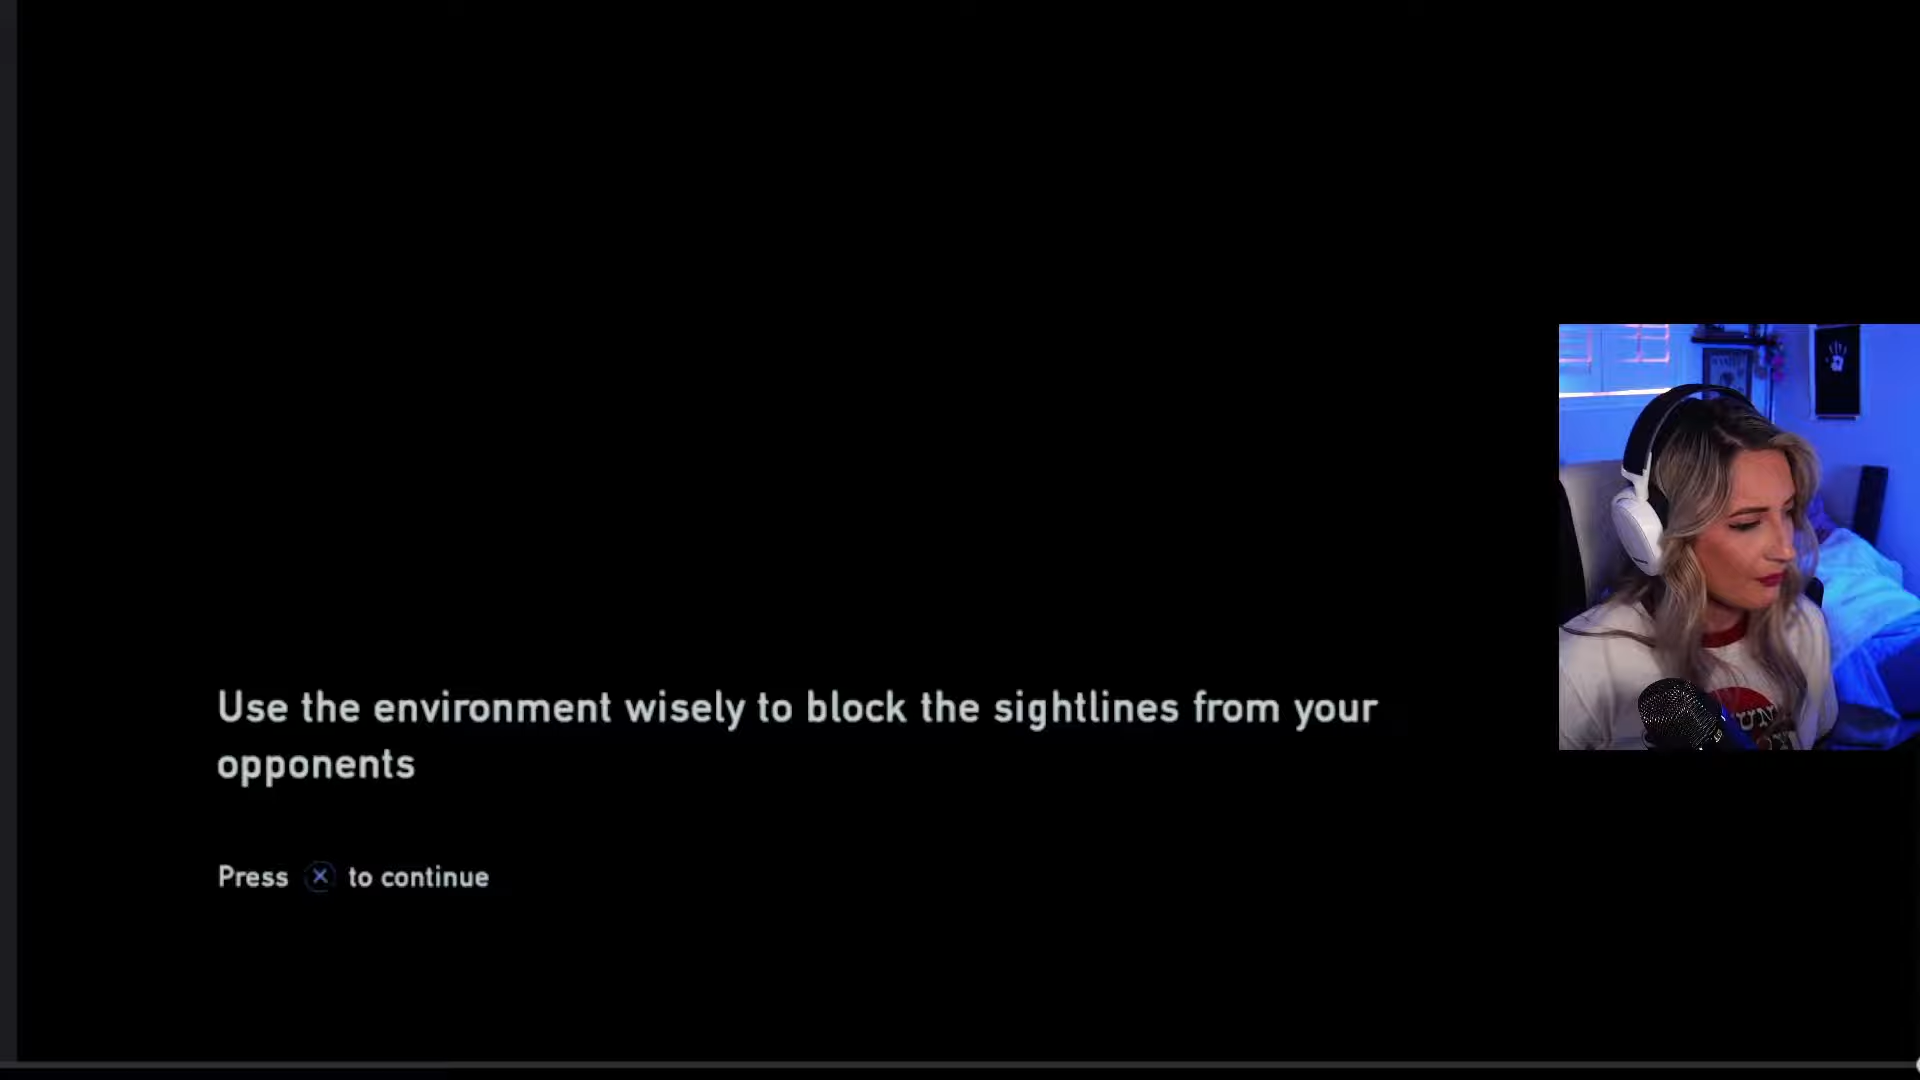 Use the environment wisely to block the sightlines from your
opponents
Press ⓧ to continue